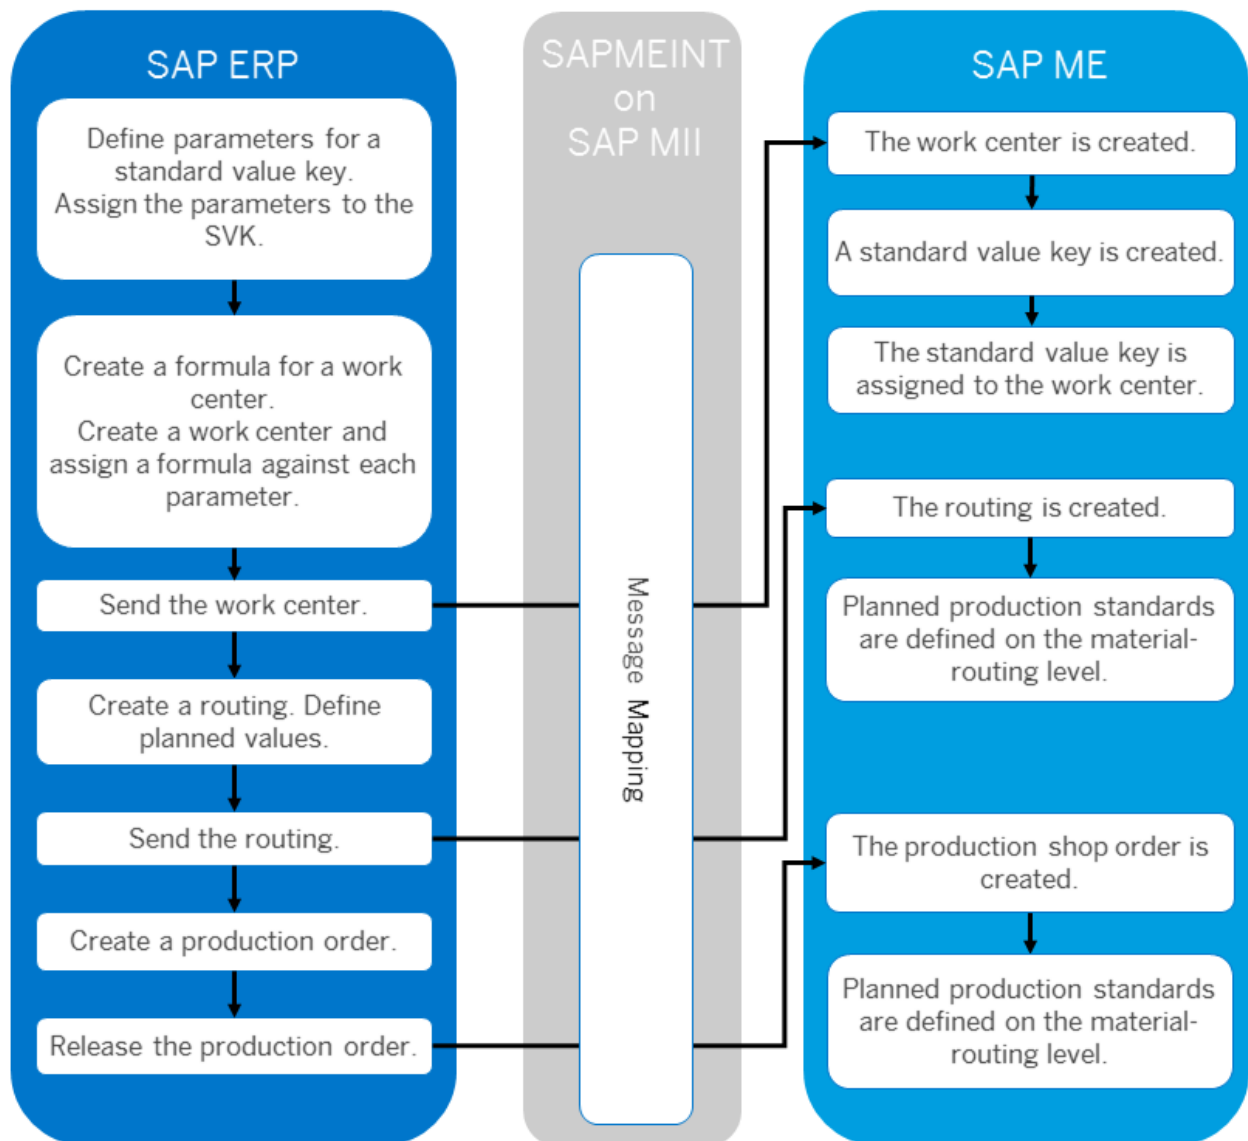 SAP ERP
Define parameters for a
standard value key.
Assign the parameters to the
SVK.
Create a formula for a work
center.
Create a work center and
assign a formula against each
parameter.
Send the work center.
Create a routing. Define
planned values.
Send the routing.
Create a production order.
Release the production order.
SAPMEINT
on
SAP MII
Message Mapping
SAP ME
The work center is created.
A standard value key is created.
The standard value key is
assigned to the work center.
The routing is created.
Planned production standards
are defined on the material-
routing level.
The production shop order is
created.
Planned production standards
are defined on the material-
routing level.